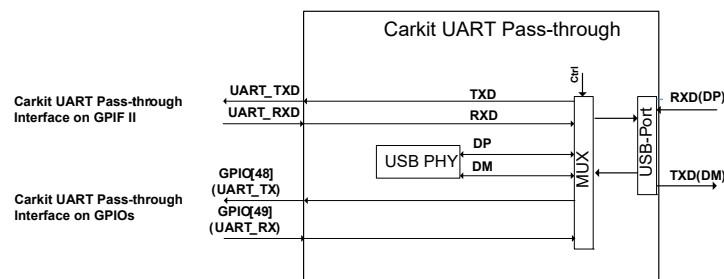 Carkit UART Pass-through
Ctrl
UART_TXD
TXD
RXD(DP)
Carkit UART Pass-through
Interface on GPIF II
UART_RXD
RXD
MUX
USB-Port
DP
USB PHY
DM
GPIO[48]
(UART_TX)
TXD(DM)
Carkit UART Pass-through
Interface on GPIOs
GPIO[49]
(UART_RX)